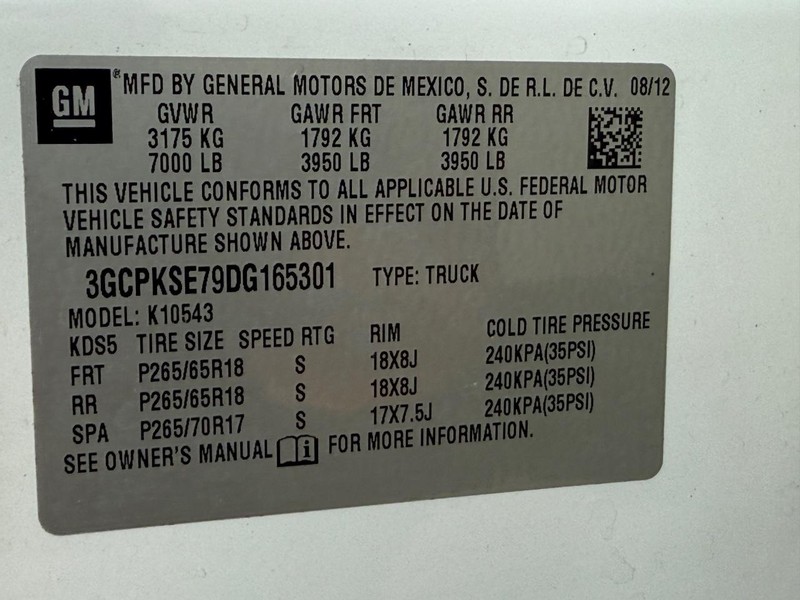 GM ® MFD BY GENERAL MOTORS DE MEXICO, S. DE R.L. DE C.V. 08/12
GVWR GAWR FRT GAWR RR
3175 KG 1792 KG 1792 KG
7000 LB 3950 LB 3950 LB
THIS VEHICLE CONFORMS TO ALL APPLICABLE U.S. FEDERAL MOTOR
VEHICLE SAFETY STANDARDS IN EFFECT ON THE DATE OF
MANUFACTURE SHOWN ABOVE.
3GCPKSE79DG165301 TYPE: TRUCK
MODEL: K10543
KDS5 TIRE SIZE SPEED RTG RIM COLD TIRE PRESSURE
FRT P265/65R18 S 18X8J 240KPA(35PSI)
RR P265/65R18 S 18X8J 240KPA(35PSI)
SPA P265/70R17 S 17X7.5J 240KPA(35PSI)
SEE OWNER'S MANUAL i FOR MORE INFORMATION.